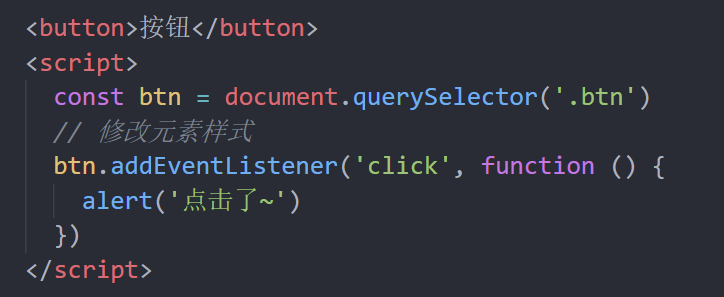 <button>按钮</button>
<script>
const btn = document.querySelector('.btn')
// 修改元素样式
btn.addEventListener('click', function () {
alert('点击了~')
})
</script>